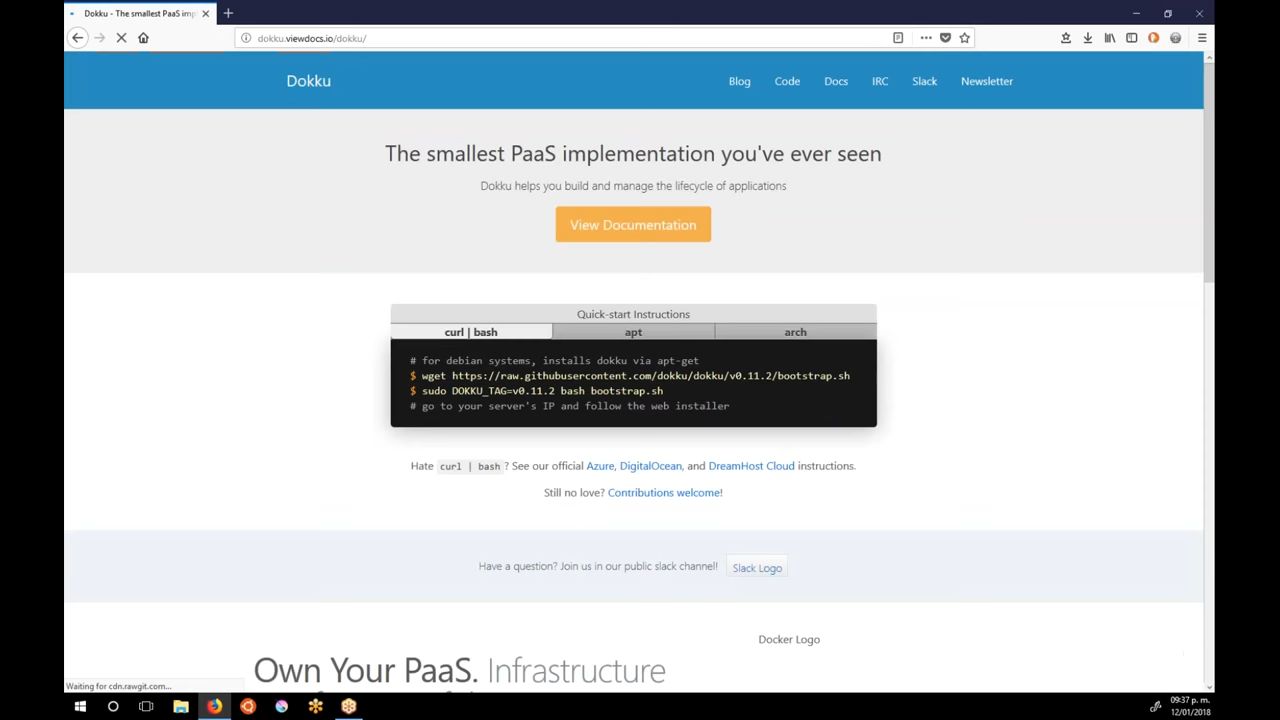 Dokku - The smallest PaaS imp
dokku.viewdocs.io/dokku/
Dokku
Blog Code Docs IRC Slack Newsletter
The smallest PaaS implementation you've ever seen
Dokku helps you build and manage the lifecycle of applications
View Documentation
Quick-start Instructions
curl | bash apt arch
# for debian systems, installs dokku via apt-get
$ wget https://raw.githubusercontent.com/dokku/dokku/v0.11.2/bootstrap.sh
$ sudo DOKKU_TAG=v0.11.2 bash bootstrap.sh
# go to your server's IP and follow the web installer
Hate curl | bash ? See our official Azure, DigitalOcean, and DreamHost Cloud instructions.
Still no love? Contributions welcome!
Have a question? Join us in our public slack channel! Slack Logo
Docker Logo
Own Your PaaS. Infrastructure
Waiting for cdn.rawgit.com...
09:37 p. m.
12/01/2018